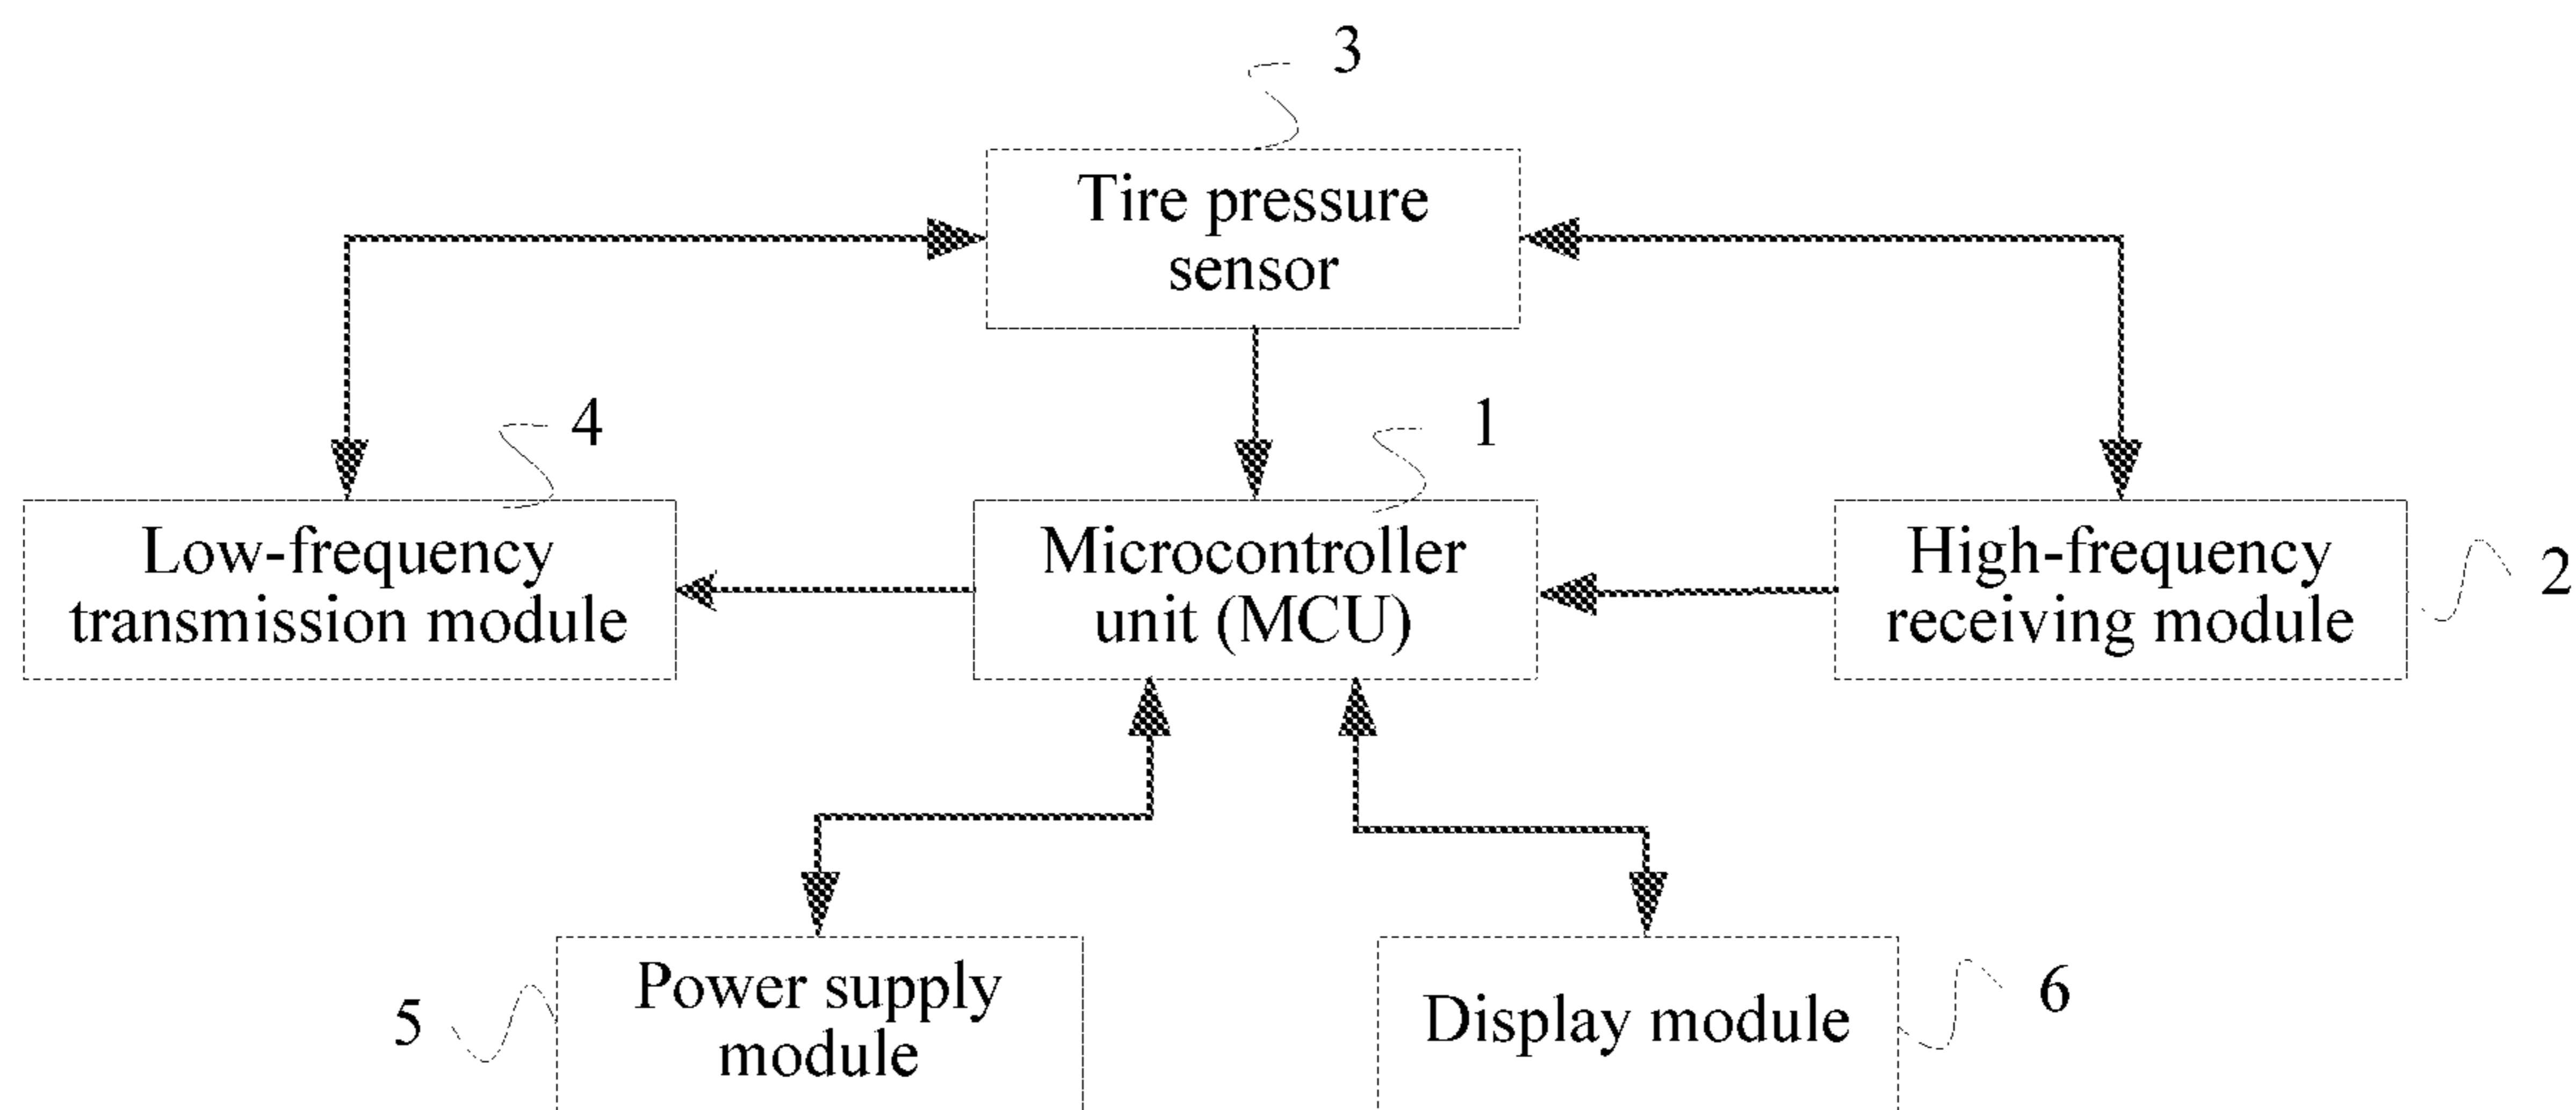 3
Tire pressure
sensor
4
1
Low-frequency
transmission module
Microcontroller
unit (MCU)
High-frequency
receiving module
2
Power supply
module
5
Display module
6